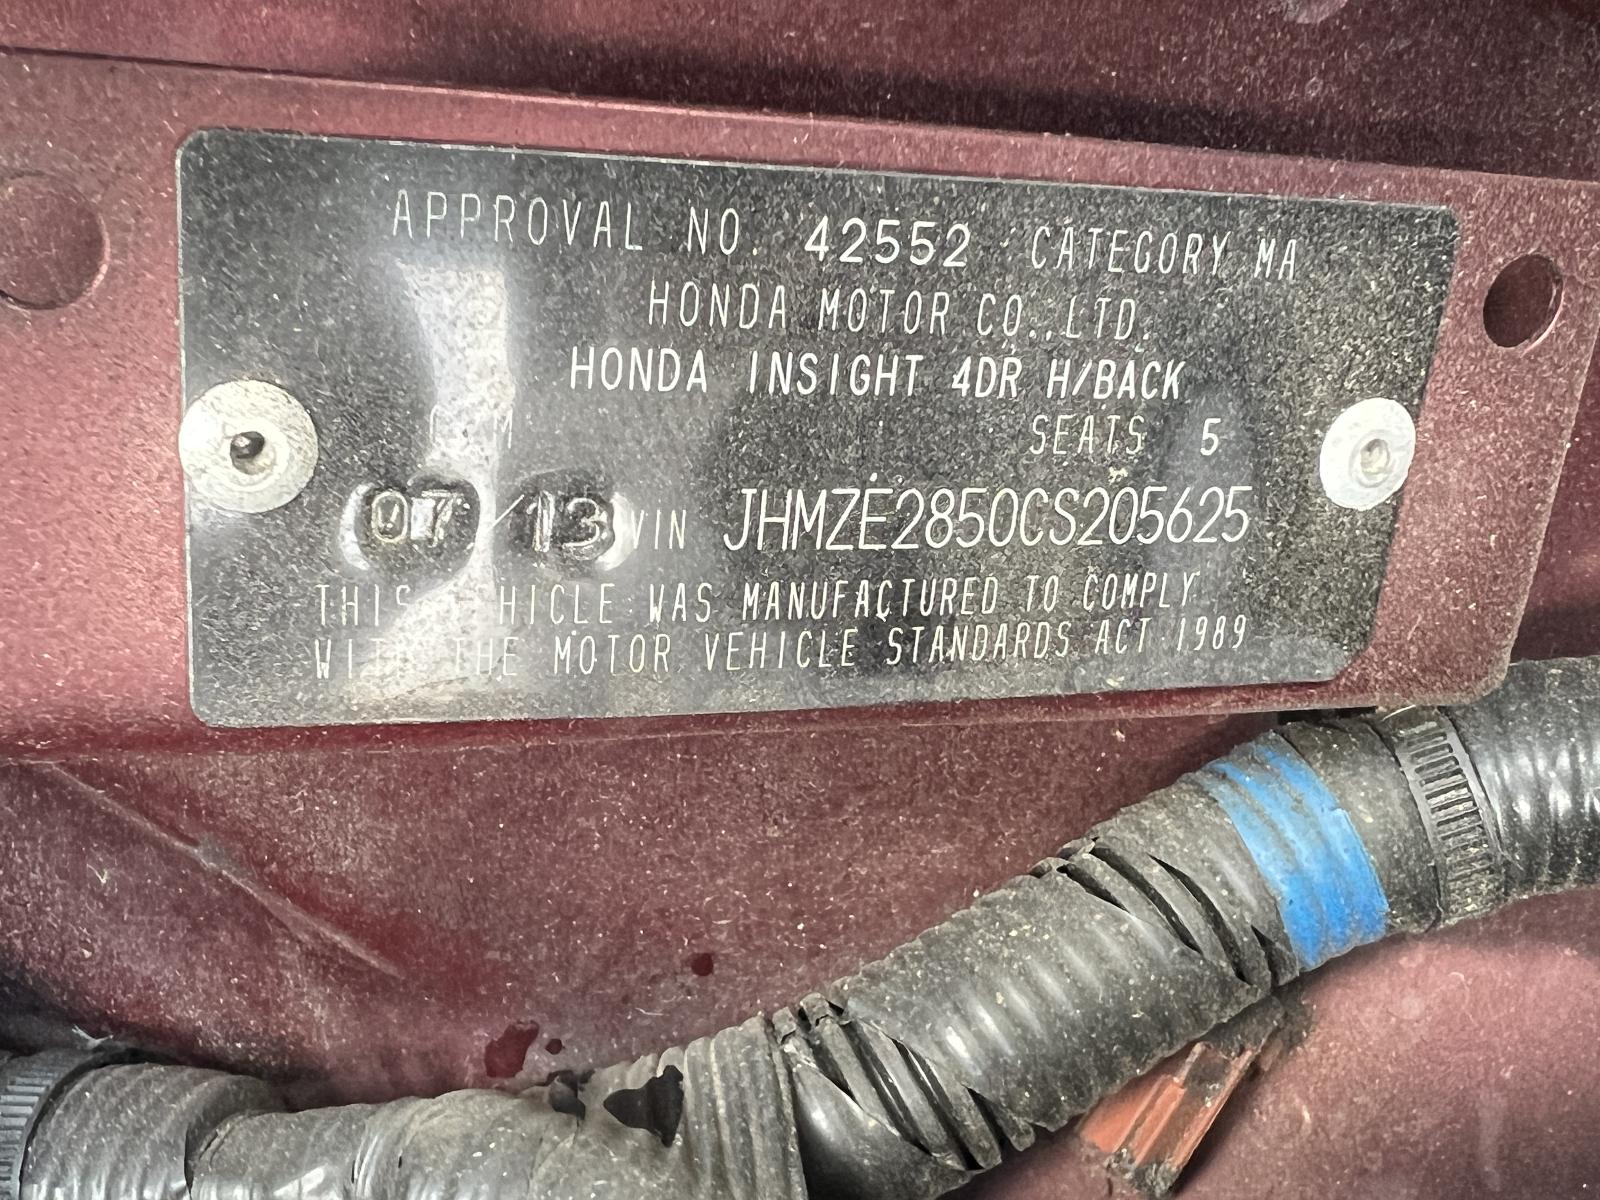 APPROVAL NO. 42552 CATEGORY MA
HONDA MOTOR CO.,LTD.
HONDA INSIGHT 4DR H/BACK
SEATS 5
07/13 VIN JHMZE2850CS205625
THIS VEHICLE WAS MANUFACTURED TO COMPLY
WITH THE MOTOR VEHICLE STANDARDS ACT 1989